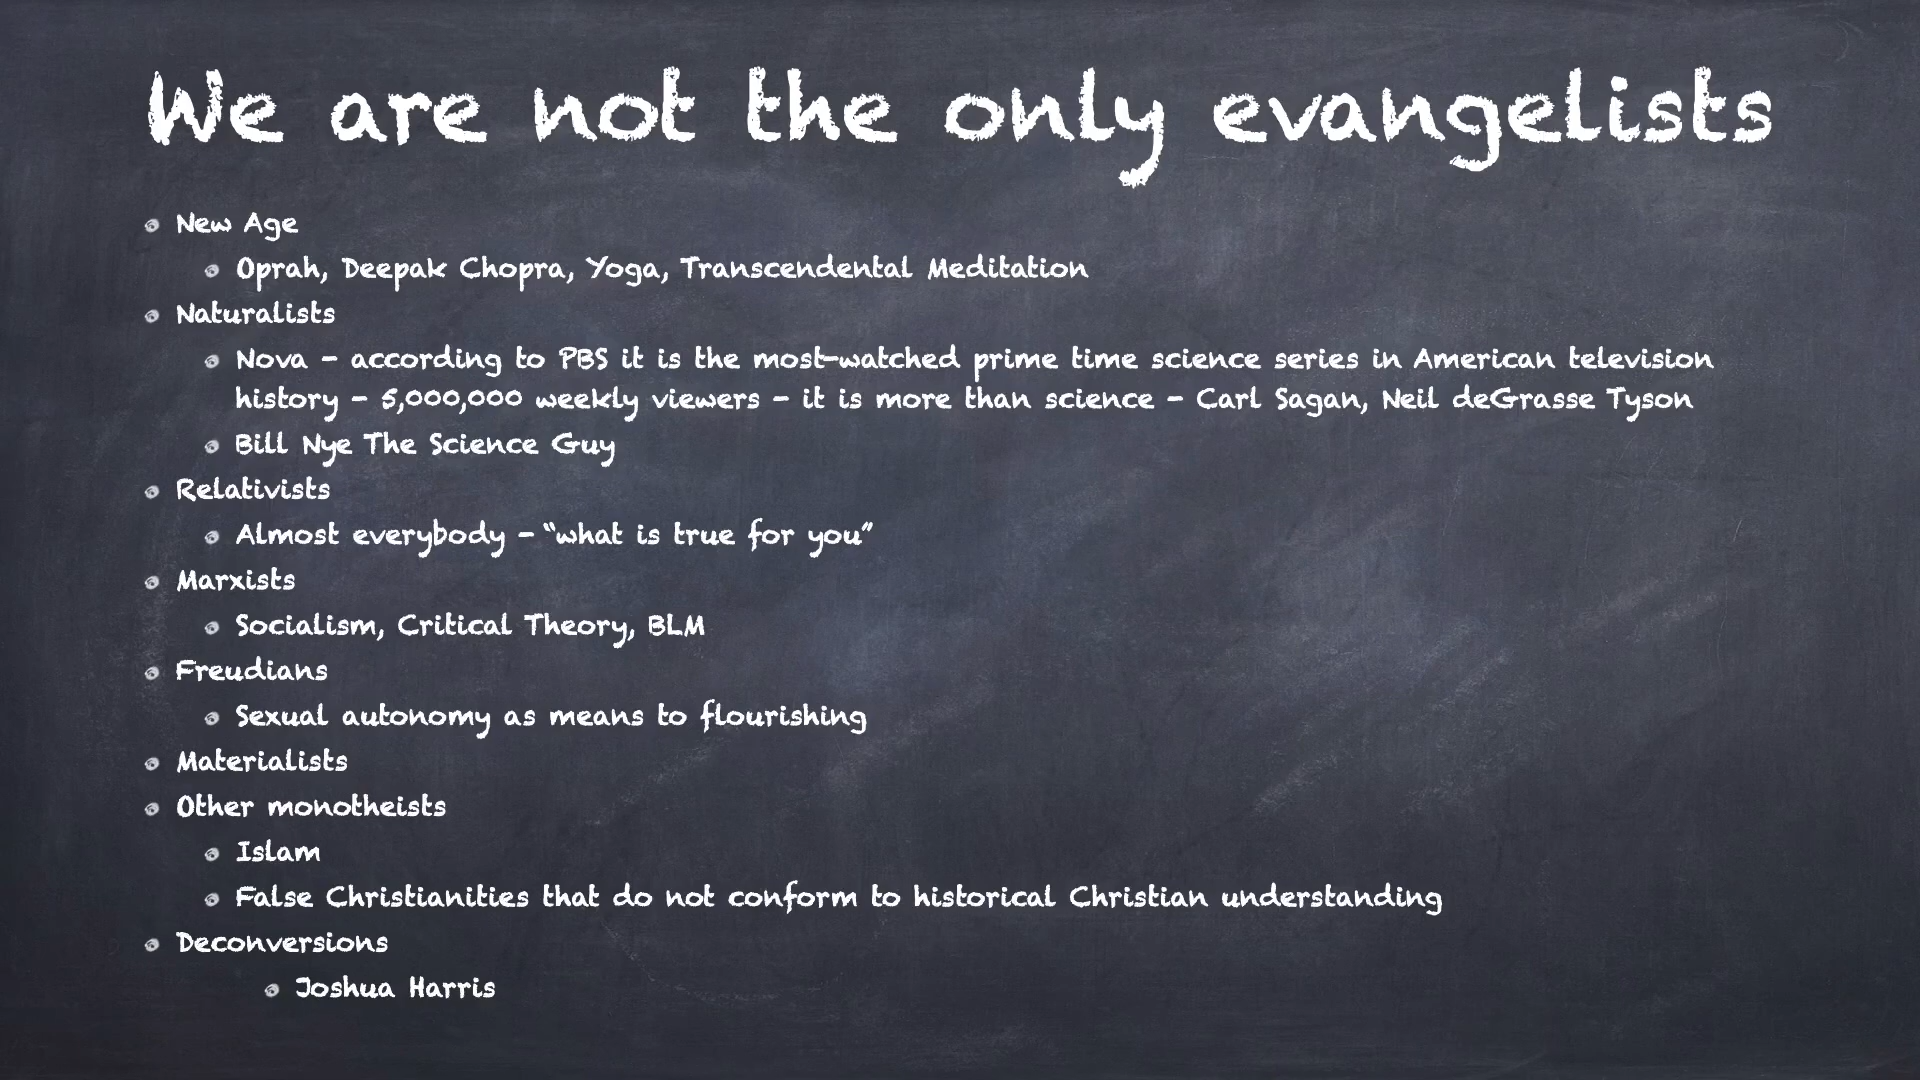 We are not the only evangelists
New Age
Oprah, Deepak Chopra, Yoga, Transcendental Meditation
Naturalists
Nova - according to PBS it is the most-watched prime time science series in American television
history - 5,000,000 weekly viewers - it is more than science - Carl Sagan, Neil deGrasse Tyson
Bill Nye The Science Guy
Relativists
Almost everybody - “what is true for you”
Marxists
Socialism, Critical Theory, BLM
Freudians
Sexual autonomy as means to flourishing
Materialists
Other monotheists
Islam
False Christianities that do not conform to historical Christian understanding
Deconversions
Joshua Harris